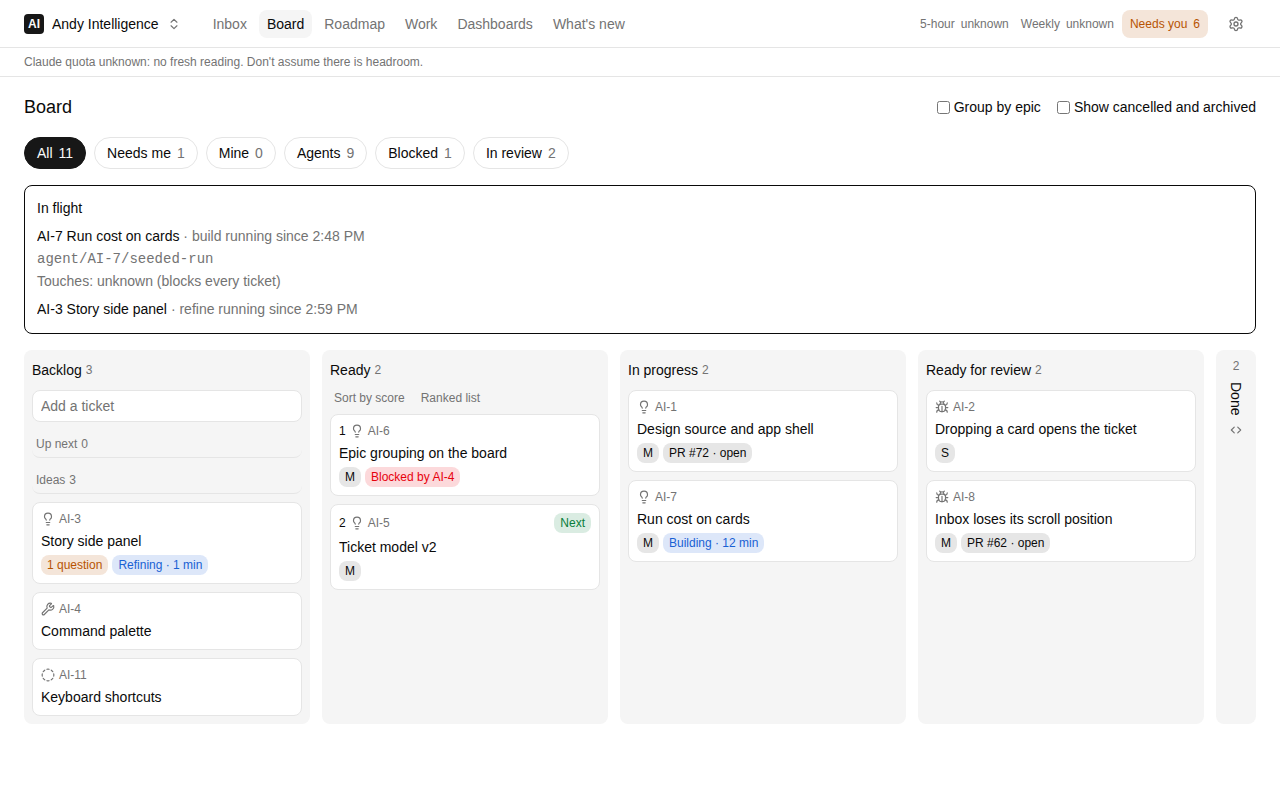 AI Andy Intelligence Inbox Board Roadmap Work Dashboards What's new 5-hour unknown Weekly unknown Needs you 6
Claude quota unknown: no fresh reading. Don't assume there is headroom.
Board
Group by epic Show cancelled and archived
All 11 Needs me 1 Mine 0 Agents 9 Blocked 1 In review 2
In flight
AI-7 Run cost on cards · build running since 2:48 PM
agent/AI-7/seeded-run
Touches: unknown (blocks every ticket)
AI-3 Story side panel · refine running since 2:59 PM
Backlog 3
Add a ticket
Up next 0
Ideas 3
AI-3
Story side panel
1 question Refining · 1 min
AI-4
Command palette
AI-11
Keyboard shortcuts
Ready 2
Sort by score Ranked list
1 AI-6
Epic grouping on the board
M Blocked by AI-4
2 AI-5 Next
Ticket model v2
M
In progress 2
AI-1
Design source and app shell
M PR #72 · open
AI-7
Run cost on cards
M Building · 12 min
Ready for review 2
AI-2
Dropping a card opens the ticket
S
AI-8
Inbox loses its scroll position
M PR #62 · open
2
Done